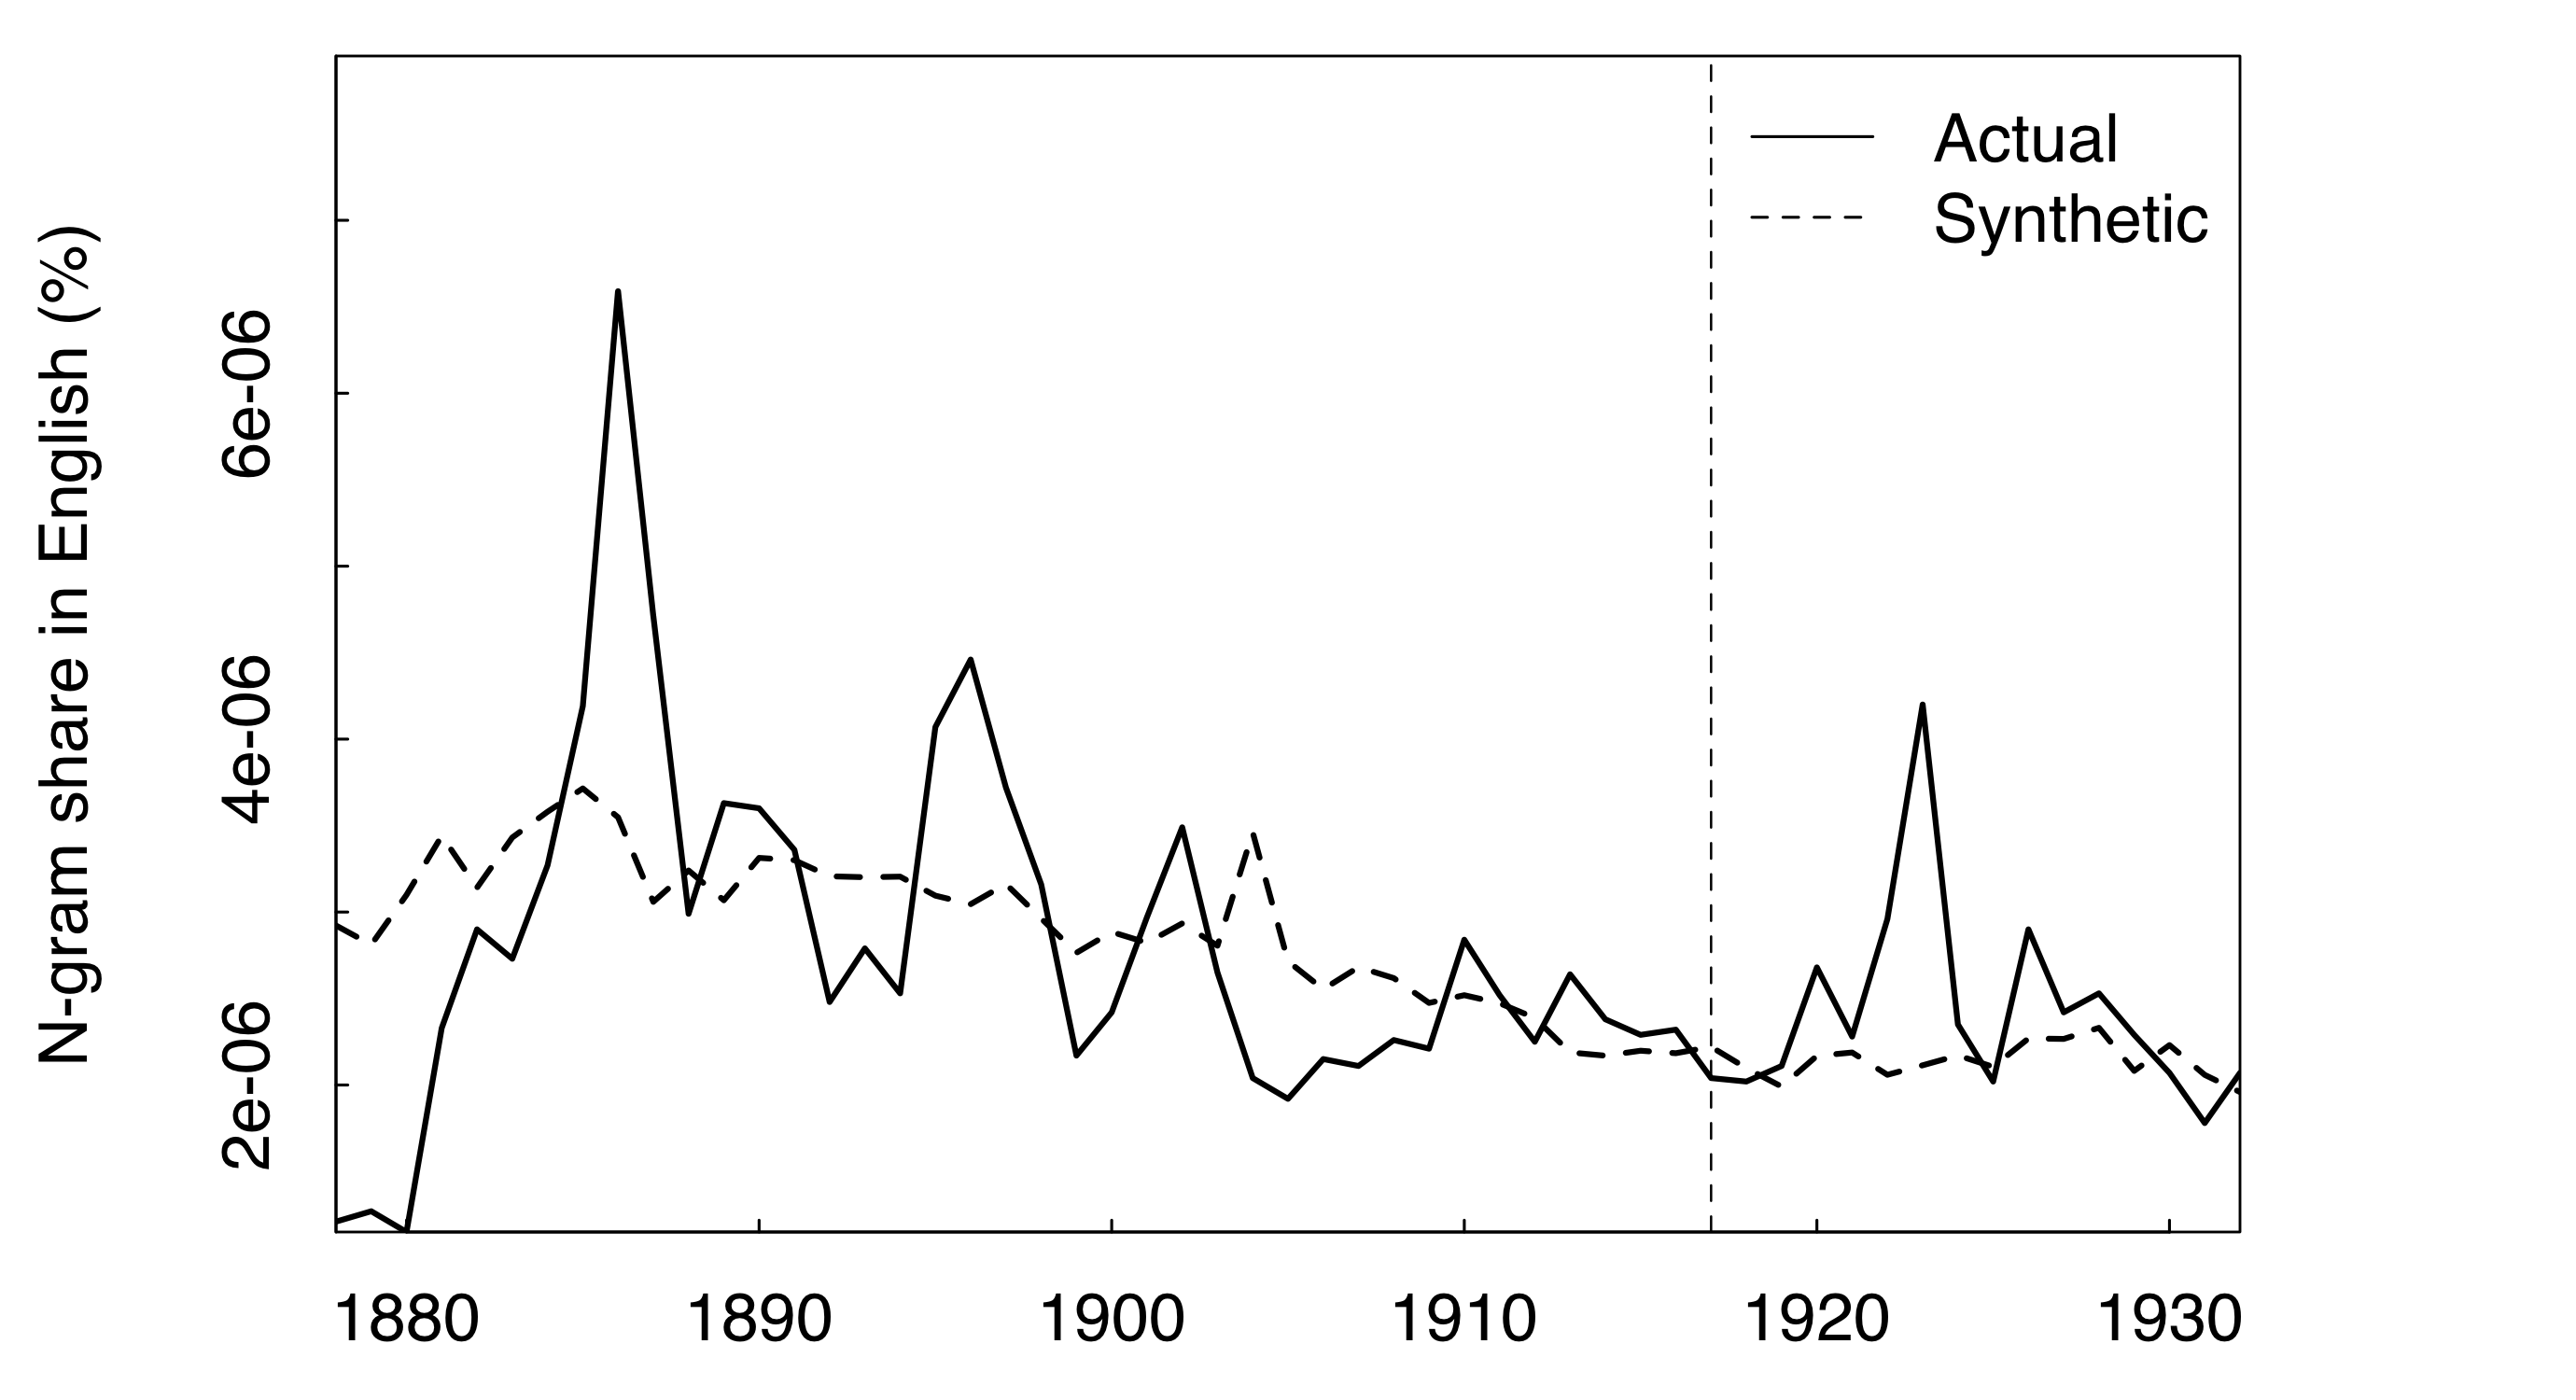 N-gram share in English (%)
6e-06
4e-06
2e-06
Actual
Synthetic
1880 1890 1900 1910 1920 1930